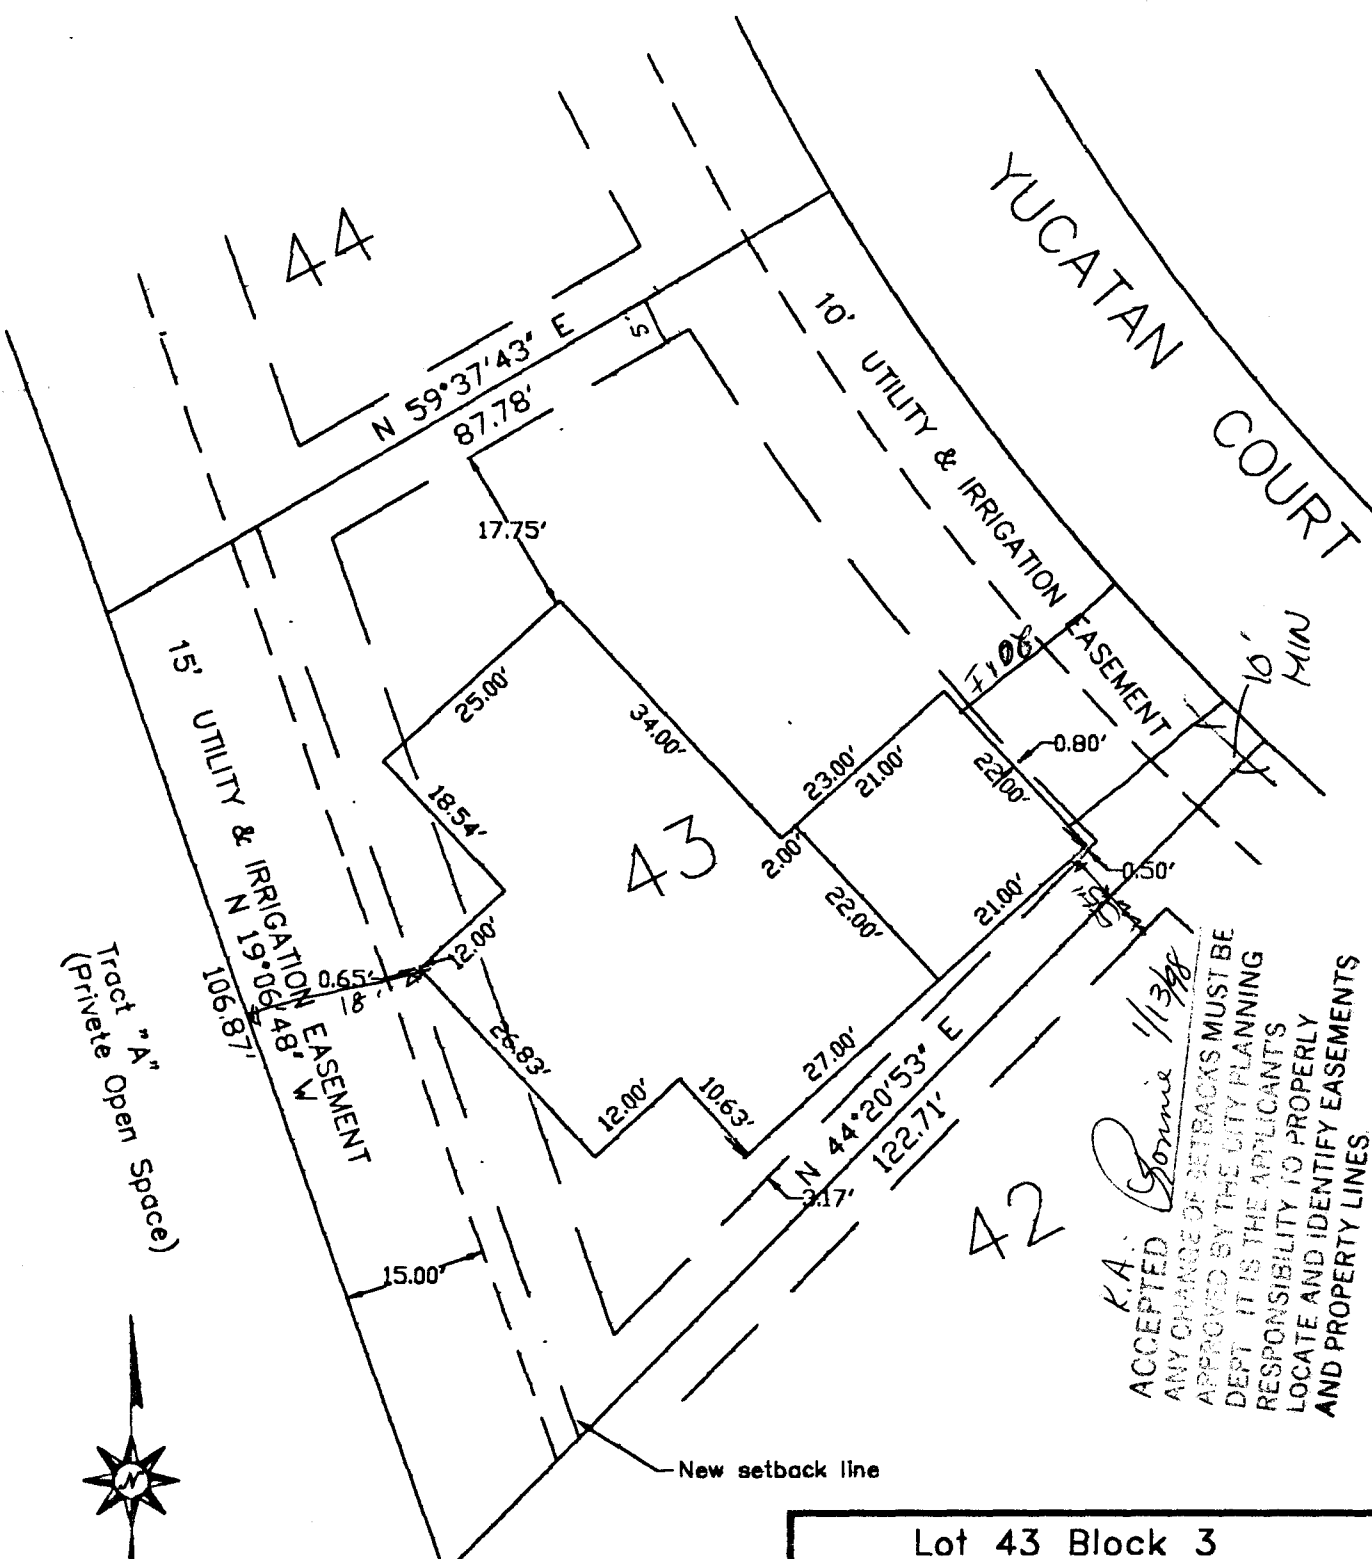 YUCATAN COURT
44
10' UTILITY & IRRIGATION EASEMENT
5'
N 59°37'43" E
87.78'
17.75'
10'
MIN
15' UTILITY & IRRIGATION EASEMENT
25.00'
34.00'
0.80'
23.00'
21.00'
22.00'
18.54'
43
2.00'
0.50'
22.00'
21.00'
12.00'
0.65'
18'
N 19°06'48" W
106.87'
Tract "A"
(Privete Open Space)
26.83'
27.00'
12.00'
10.63'
N 44°20'53" E
122.71'
3.17'
42
15.00'
R.A.
ACCEPTED Bonnie 1/13/98
ANY CHANGE OF SETBACKS MUST BE
APPROVED BY THE CITY PLANNING
DEPT. IT IS THE APPLICANT'S
RESPONSIBILITY TO PROPERLY
LOCATE AND IDENTIFY EASEMENTS
AND PROPERTY LINES.
N
New setback line
Lot 43 Block 3